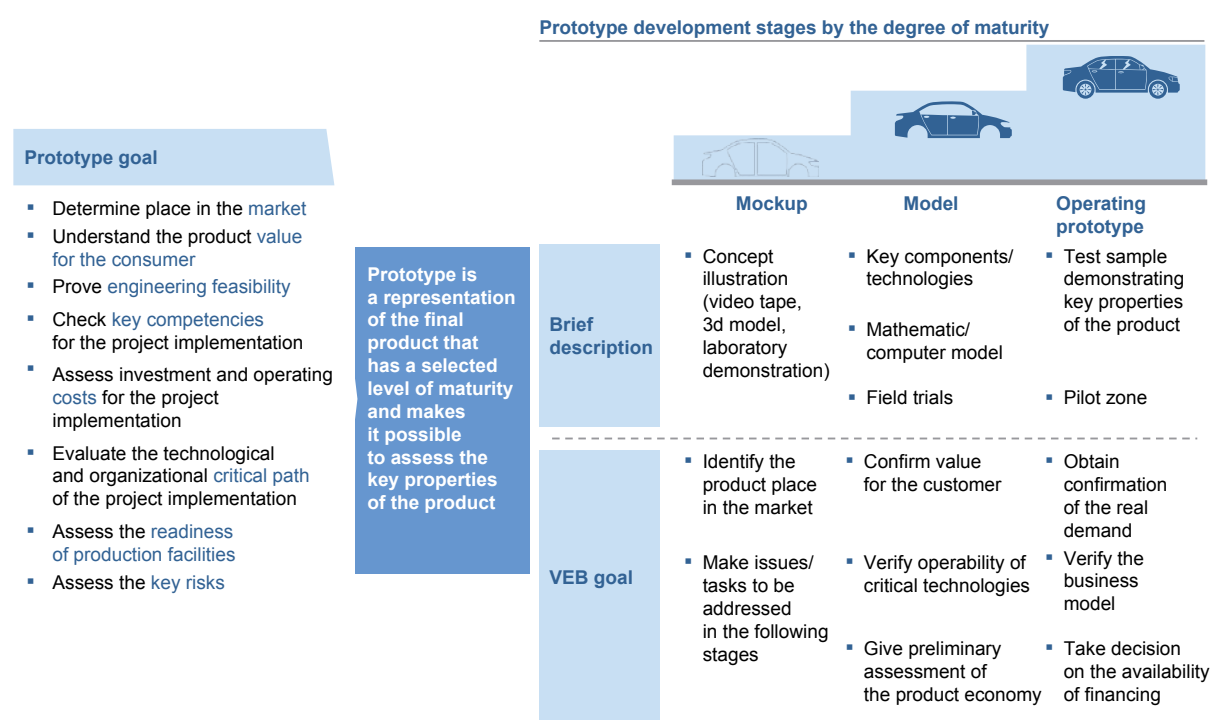 Prototype development stages by the degree of maturity
Prototype goal
▪ Determine place in the market
▪ Understand the product value
for the consumer
▪ Prove engineering feasibility
▪ Check key competencies
for the project implementation
▪ Assess investment and operating
costs for the project
implementation
▪ Evaluate the technological
and organizational critical path
of the project implementation
▪ Assess the readiness
of production facilities
▪ Assess the key risks
Prototype is
a representation
of the final
product that
has a selected
level of maturity
and makes
it possible
to assess the
key properties
of the product
Mockup
Model
Operating
prototype
Brief
description
▪ Concept
illustration
(video tape,
3d model,
laboratory
demonstration)
▪ Key components/
technologies
▪ Mathematic/
computer model
▪ Field trials
▪ Test sample
demonstrating
key properties
of the product
▪ Pilot zone
VEB goal
▪ Identify the
product place
in the market
▪ Make issues/
tasks to be
addressed
in the following
stages
▪ Confirm value
for the customer
▪ Verify operability of
critical technologies
▪ Give preliminary
assessment of
the product economy
▪ Obtain
confirmation
of the real
demand
▪ Verify the
business
model
▪ Take decision
on the availability
of financing